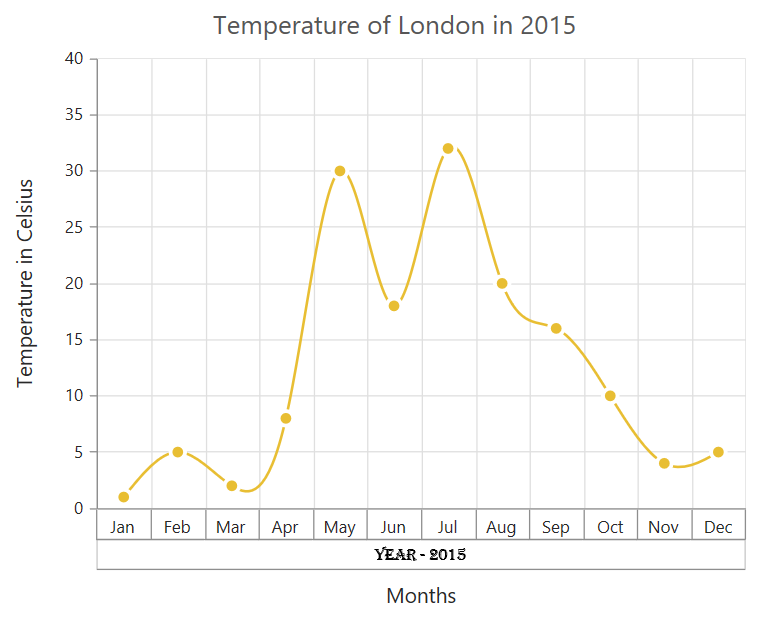 Temperature of London in 2015
Temperature in Celsius
40
35
30
25
20
15
10
5
0
Jan Feb Mar Apr May Jun Jul Aug Sep Oct Nov Dec
YEAR - 2015
Months